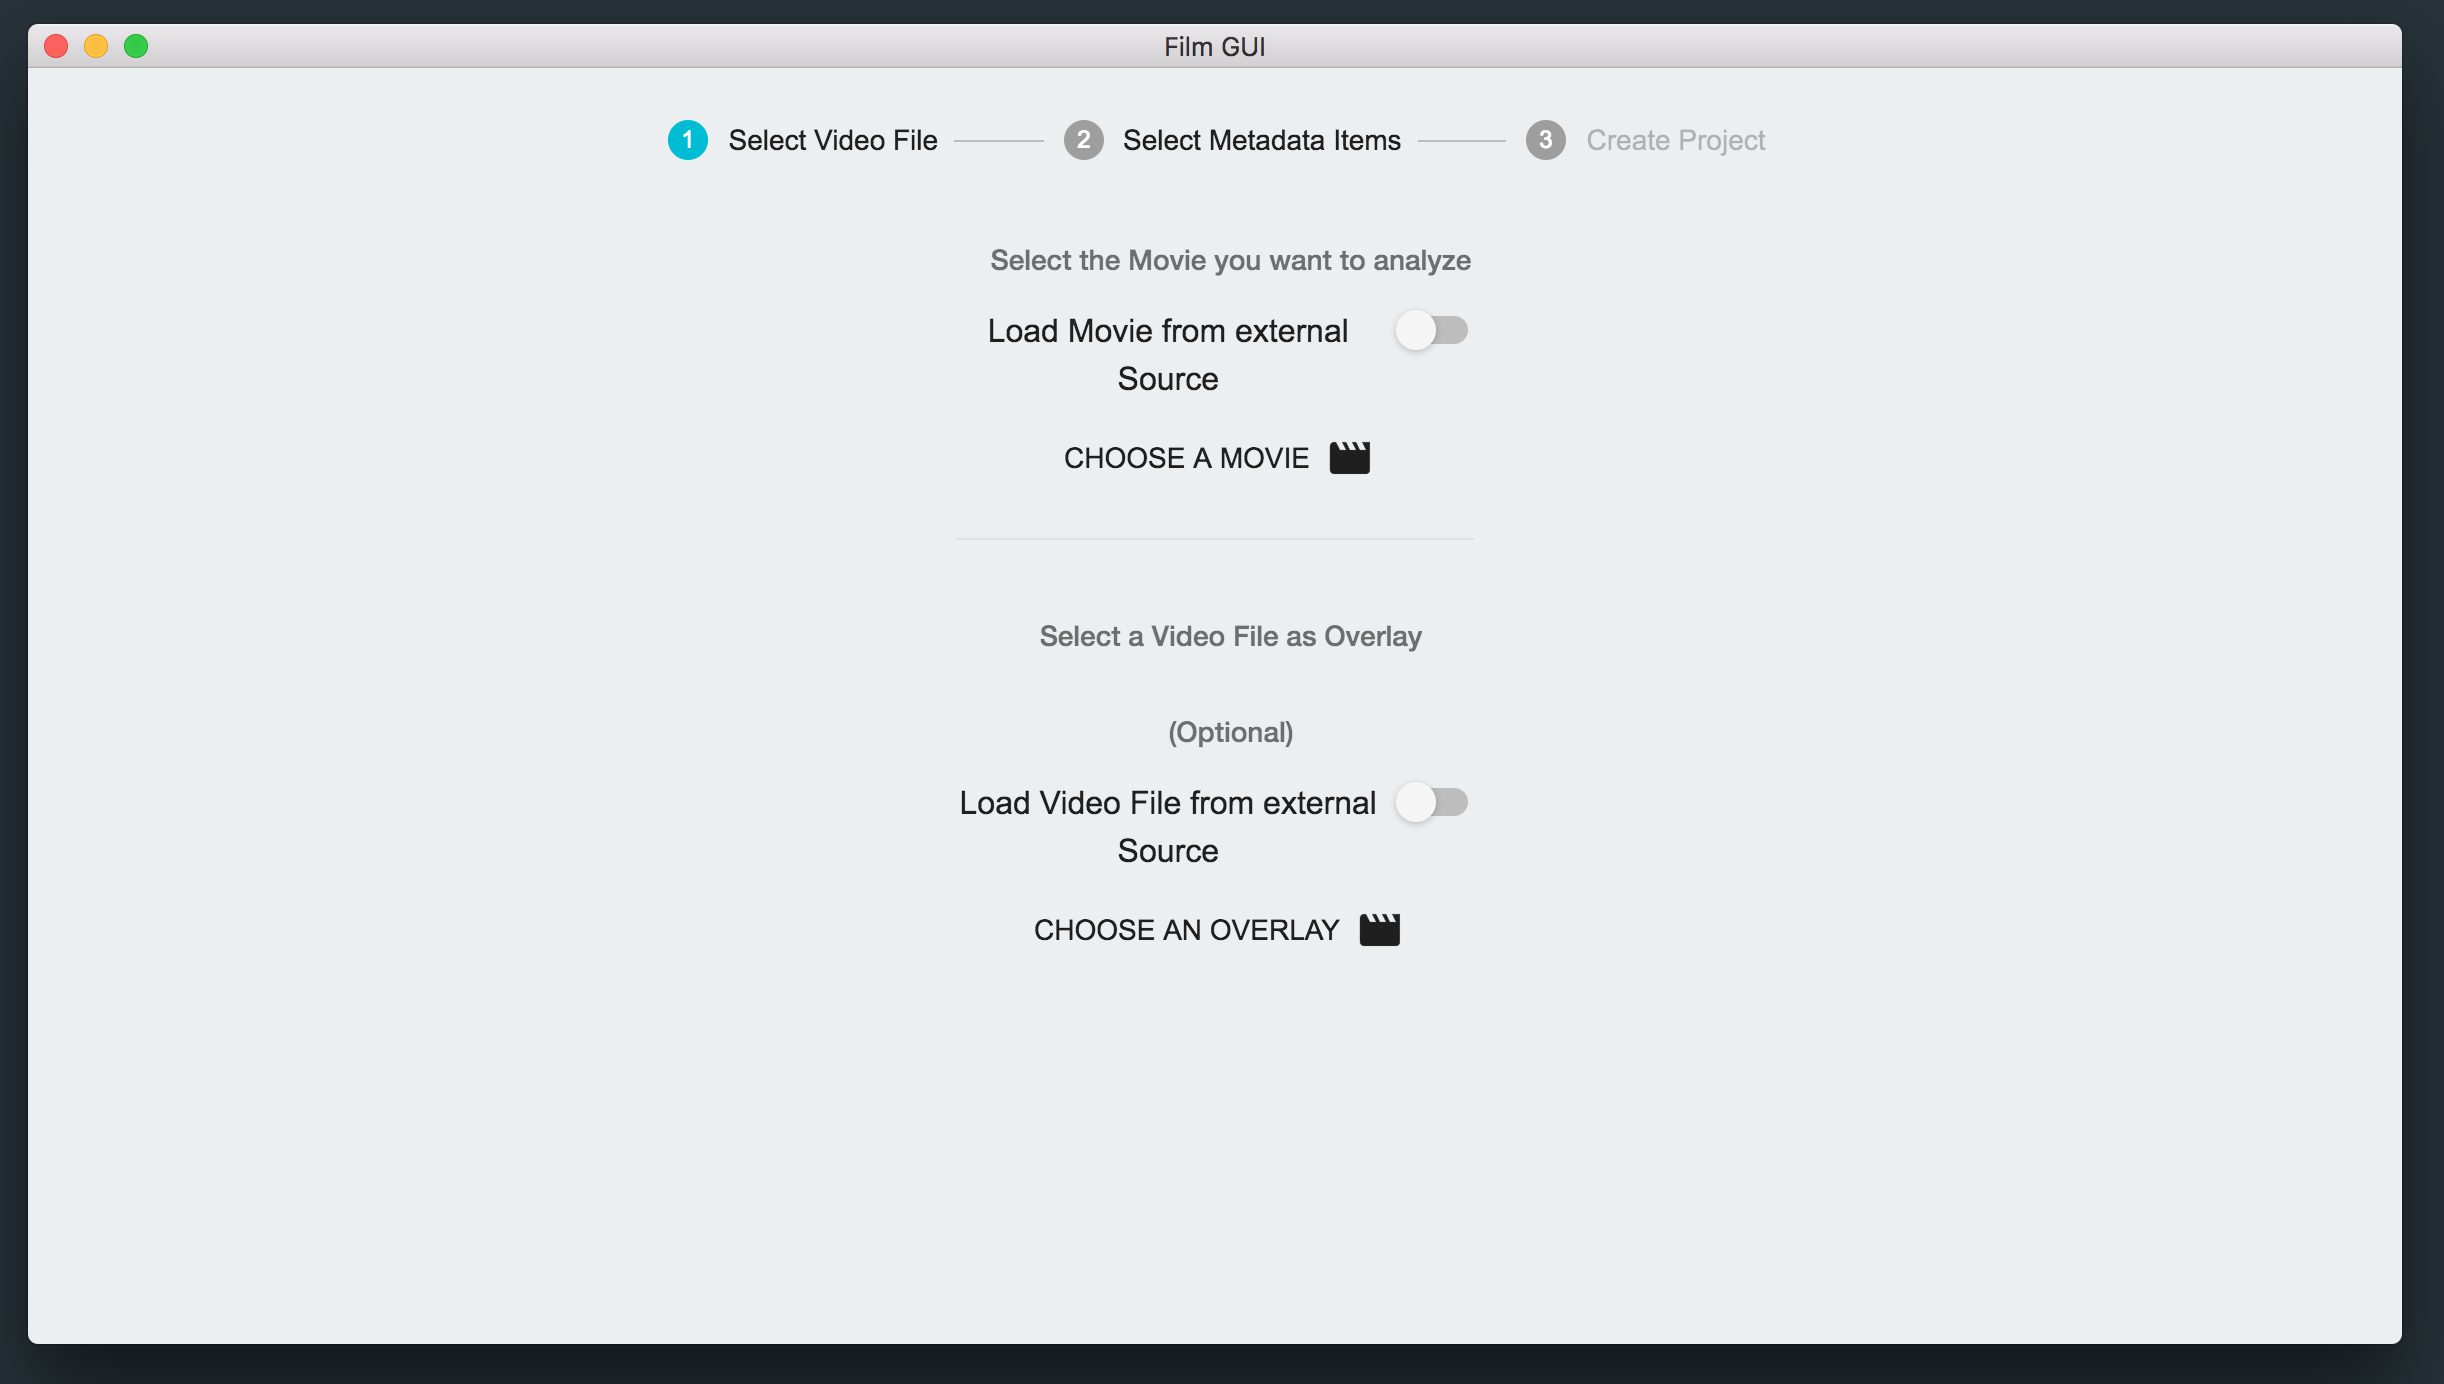 Film GUI
1 Select Video File 2 Select Metadata Items 3 Create Project
Select the Movie you want to analyze
Load Movie from external
Source
CHOOSE A MOVIE
Select a Video File as Overlay
(Optional)
Load Video File from external
Source
CHOOSE AN OVERLAY